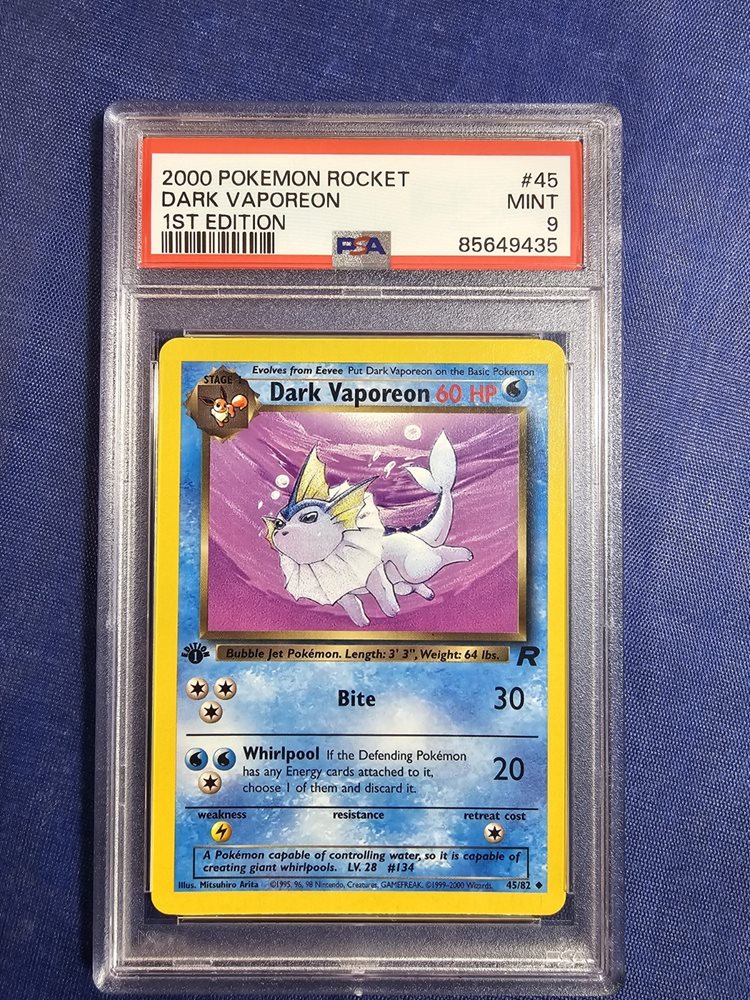 2000 POKEMON ROCKET #45
DARK VAPOREON MINT
1ST EDITION 9
PSA 85649435
Evolves from Eevee Put Dark Vaporeon on the Basic Pokémon
STAGE 1
Dark Vaporeon 60 HP
EDITION 1
Bubble Jet Pokémon. Length: 3' 3", Weight: 64 lbs.
R
Bite 30
Whirlpool If the Defending Pokémon
has any Energy cards attached to it,
choose 1 of them and discard it.
20
weakness resistance retreat cost
A Pokémon capable of controlling water, so it is capable of
creating giant whirlpools. LV. 28 #134
Illus. Mitsuhiro Arita ©1995, 96, 98 Nintendo, Creatures, GAMEFREAK. ©1999-2000 Wizards. 45/82